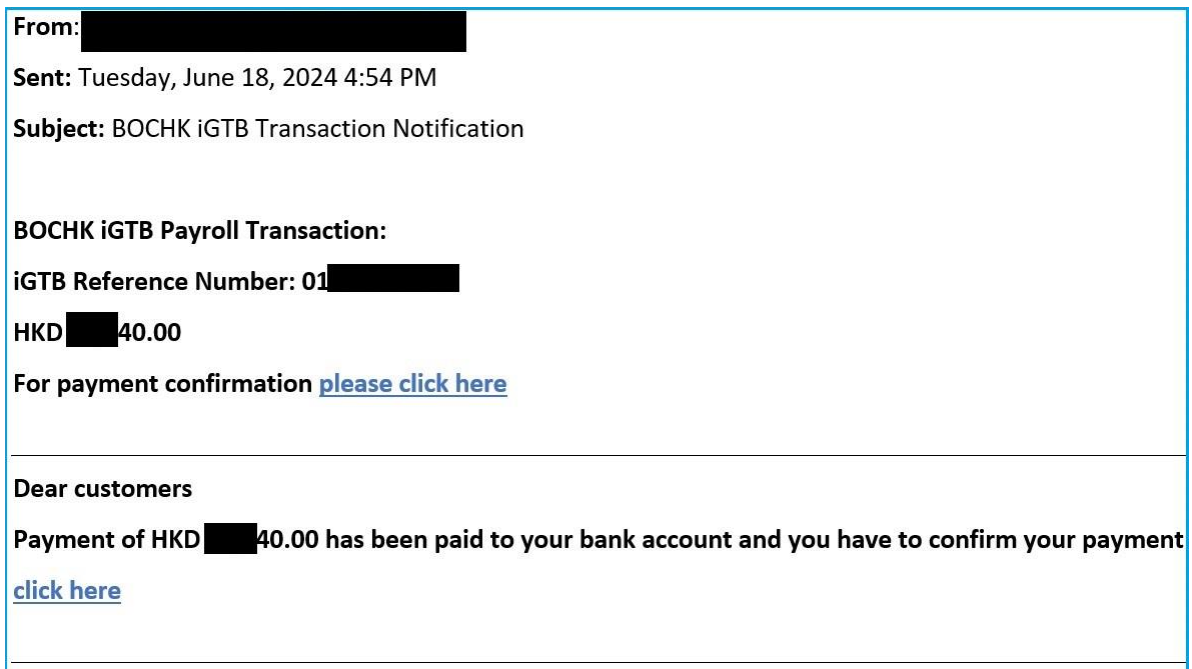 From:
Sent: Tuesday, June 18, 2024 4:54 PM
Subject: BOCHK iGTB Transaction Notification
BOCHK iGTB Payroll Transaction:
iGTB Reference Number: 01
HKD 40.00
For payment confirmation please click here
Dear customers
Payment of HKD 40.00 has been paid to your bank account and you have to confirm your payment
click here